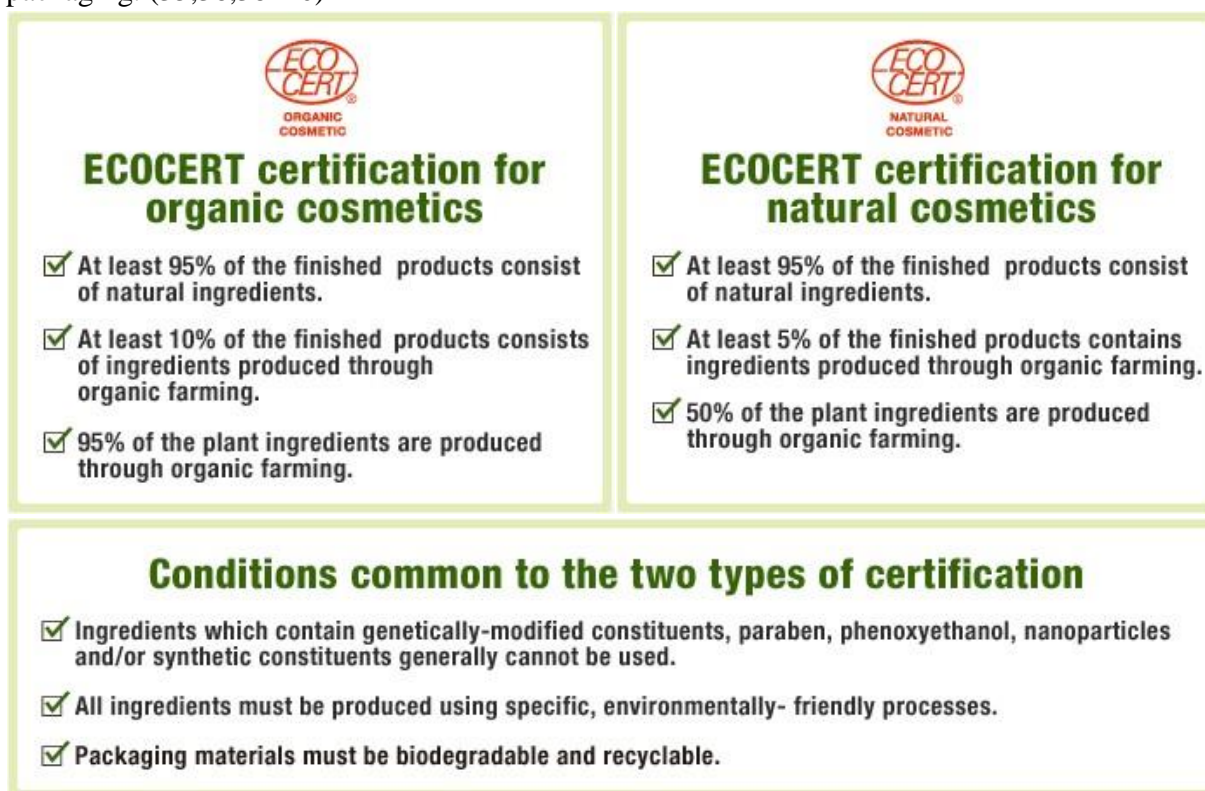 ECO
CERT
®
ORGANIC
COSMETIC
ECOCERT certification for
organic cosmetics
At least 95% of the finished products consist
of natural ingredients.
At least 10% of the finished products consists
of ingredients produced through
organic farming.
95% of the plant ingredients are produced
through organic farming.
ECO
CERT
®
NATURAL
COSMETIC
ECOCERT certification for
natural cosmetics
At least 95% of the finished products consist
of natural ingredients.
At least 5% of the finished products contains
ingredients produced through organic farming.
50% of the plant ingredients are produced
through organic farming.
Conditions common to the two types of certification
Ingredients which contain genetically-modified constituents, paraben, phenoxyethanol, nanoparticles
and/or synthetic constituents generally cannot be used.
All ingredients must be produced using specific, environmentally- friendly processes.
Packaging materials must be biodegradable and recyclable.